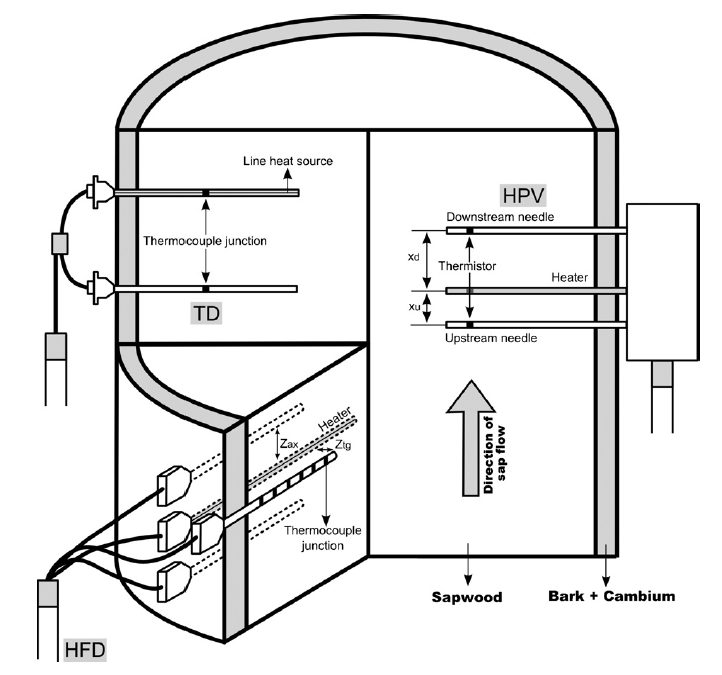 Line heat source
HPV
Downstream needle
Thermocouple junction
xd
Thermistor
Heater
xu
TD
Upstream needle
Heater
Zax
Ztg
Direction of
sap flow
Thermocouple
junction
Sapwood
Bark + Cambium
HFD